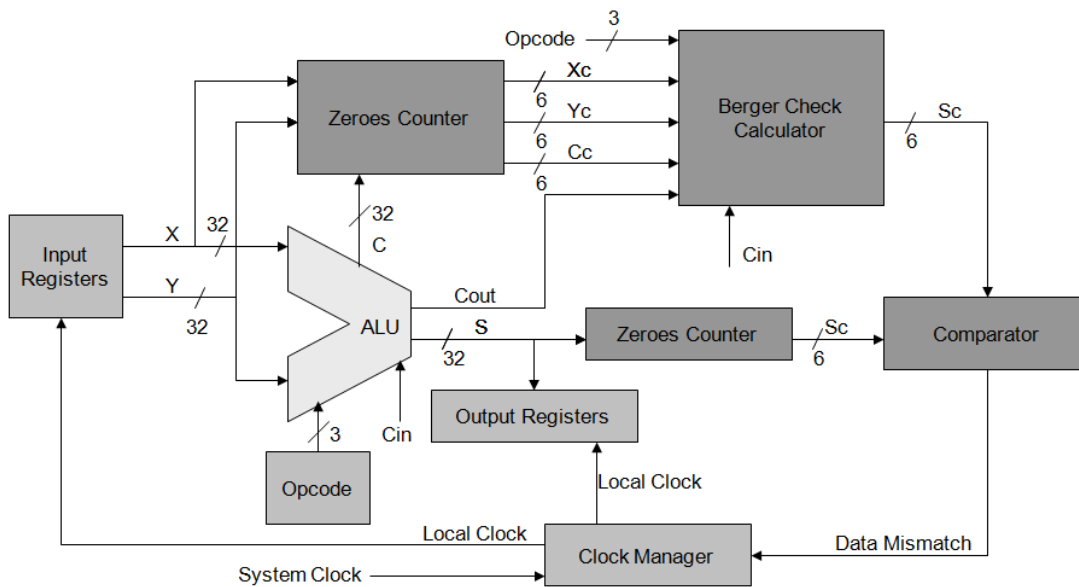 3
Opcode
Xc
6
Zeroes Counter
Yc
6
Berger Check
Calculator
Sc
6
Cc
6
32
C
X
32
Input
Registers
Cin
Y
32
Cout
ALU
S
32
Zeroes Counter
Sc
6
Comparator
Output Registers
3
Cin
Opcode
Local Clock
Local Clock
Clock Manager
Data Mismatch
System Clock